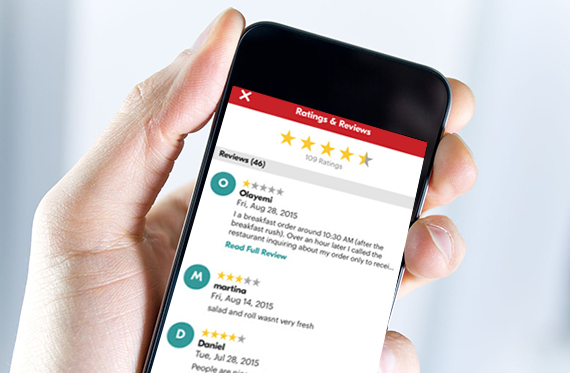 Ratings & Reviews
109 Ratings
Reviews (46)
O
Olayemi
Fri, Aug 28, 2015
I a breakfast order around 10:30 AM (after the
breakfast rush). Over an hour later I called the
restaurant inquiring about my order only to recei...
Read Full Review
M
martina
Fri, Aug 14, 2015
salad and roll wasnt very fresh
D
Daniel
Tue, Jul 28, 2015
People are